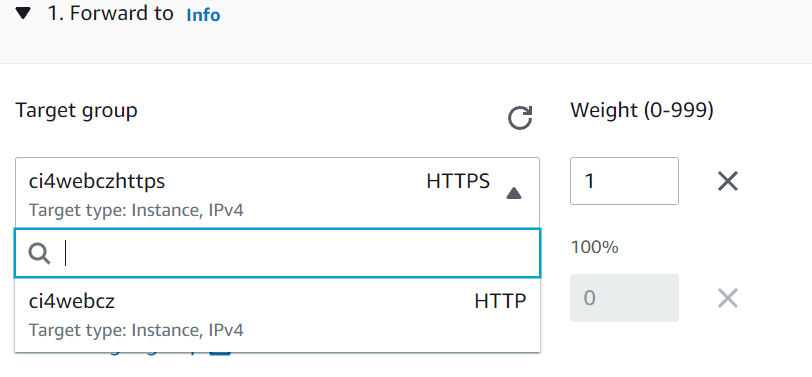 1. Forward to Info
Target group
Weight (0-999)
ci4webczhttps HTTPS
Target type: Instance, IPv4
1
100%
ci4webcz HTTP
Target type: Instance, IPv4
0